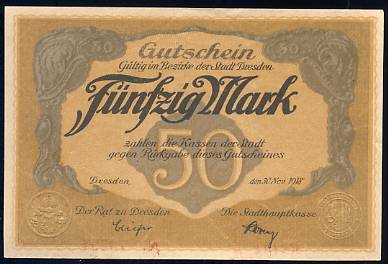 50 Gutschein 50
Gültig im Bezirke der Stadt Dresden
Fünfzig Mark
50
zahlen die Kassen der Stadt
gegen Rückgabe dieses Gutscheines
Dresden, den 30. Nov. 1918
Der Rat zu Dresden Die Stadthauptkasse